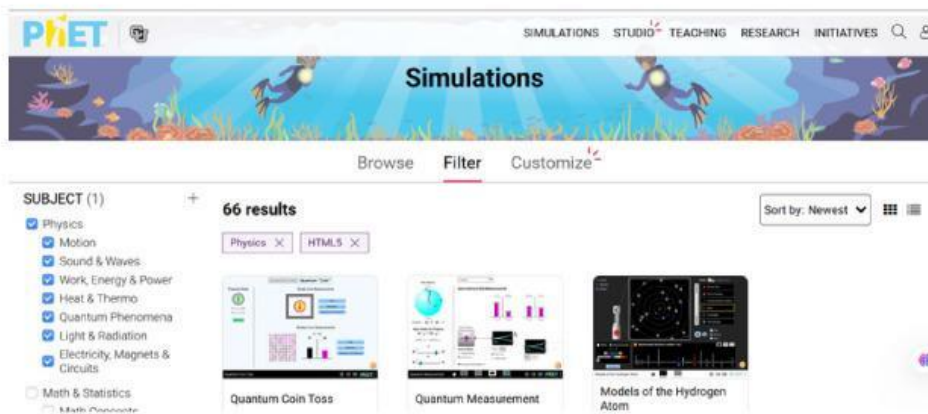 PhET
SIMULATIONS STUDIO TEACHING RESEARCH INITIATIVES
Simulations
Browse Filter Customize
SUBJECT (1) +
Physics
Motion
Sound & Waves
Work, Energy & Power
Heat & Thermo
Quantum Phenomena
Light & Radiation
Electricity, Magnets &
Circuits
Math & Statistics
Math Concepts
66 results
Sort by: Newest
Physics X
HTML5 X
Quantum Coin Toss
Quantum Measurement
Models of the Hydrogen
Atom